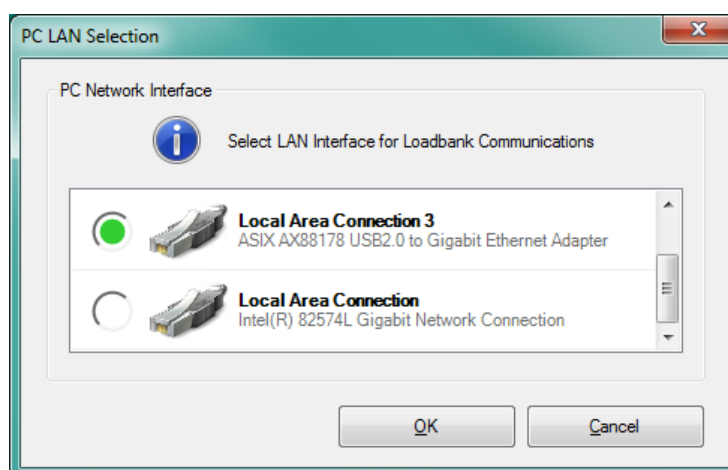 PC LAN Selection
PC Network Interface
Select LAN Interface for Loadbank Communications
Local Area Connection 3
ASIX AX88178 USB2.0 to Gigabit Ethernet Adapter
Local Area Connection
Intel(R) 82574L Gigabit Network Connection
OK
Cancel